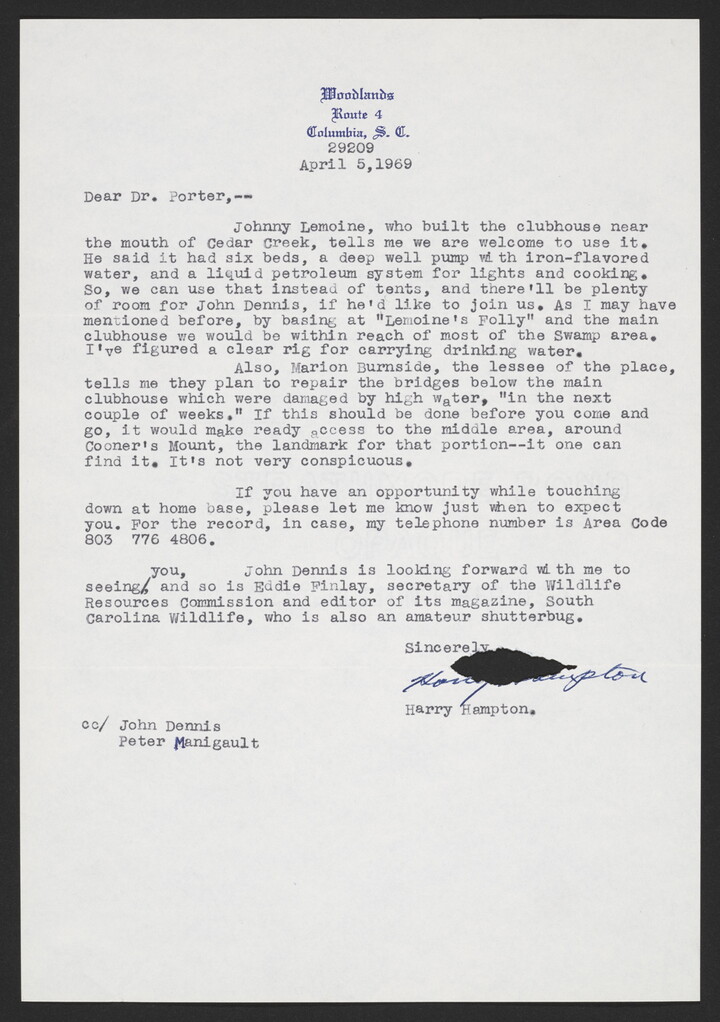 Woodlands
Route 4
Columbia, S. C.
29209
April 5,1969
Dear Dr. Porter,--
Johnny Lemoine, who built the clubhouse near
the mouth of Cedar Creek, tells me we are welcome to use it.
He said it had six beds, a deep well pump with iron-flavored
water, and a liquid petroleum system for lights and cooking.
So, we can use that instead of tents, and there'll be plenty
of room for John Dennis, if he'd like to join us. As I may have
mentioned before, by basing at "Lemoine's Folly" and the main
clubhouse we would be within reach of most of the Swamp area.
I've figured a clear rig for carrying drinking water.
Also, Marion Burnside, the lessee of the place,
tells me they plan to repair the bridges below the main
clubhouse which were damaged by high water, "in the next
couple of weeks." If this should be done before you come and
go, it would make ready access to the middle area, around
Cooner's Mount, the landmark for that portion--it one can
find it. It's not very conspicuous.
If you have an opportunity while touching
down at home base, please let me know just when to expect
you. For the record, in case, my telephone number is Area Code
803 776 4806.
you, John Dennis is looking forward with me to
seeing, and so is Eddie Finlay, secretary of the Wildlife
Resources Commission and editor of its magazine, South
Carolina Wildlife, who is also an amateur shutterbug.
Sincerely
Harry Hampton
Harry Hampton.
cc/ John Dennis
Peter Manigault